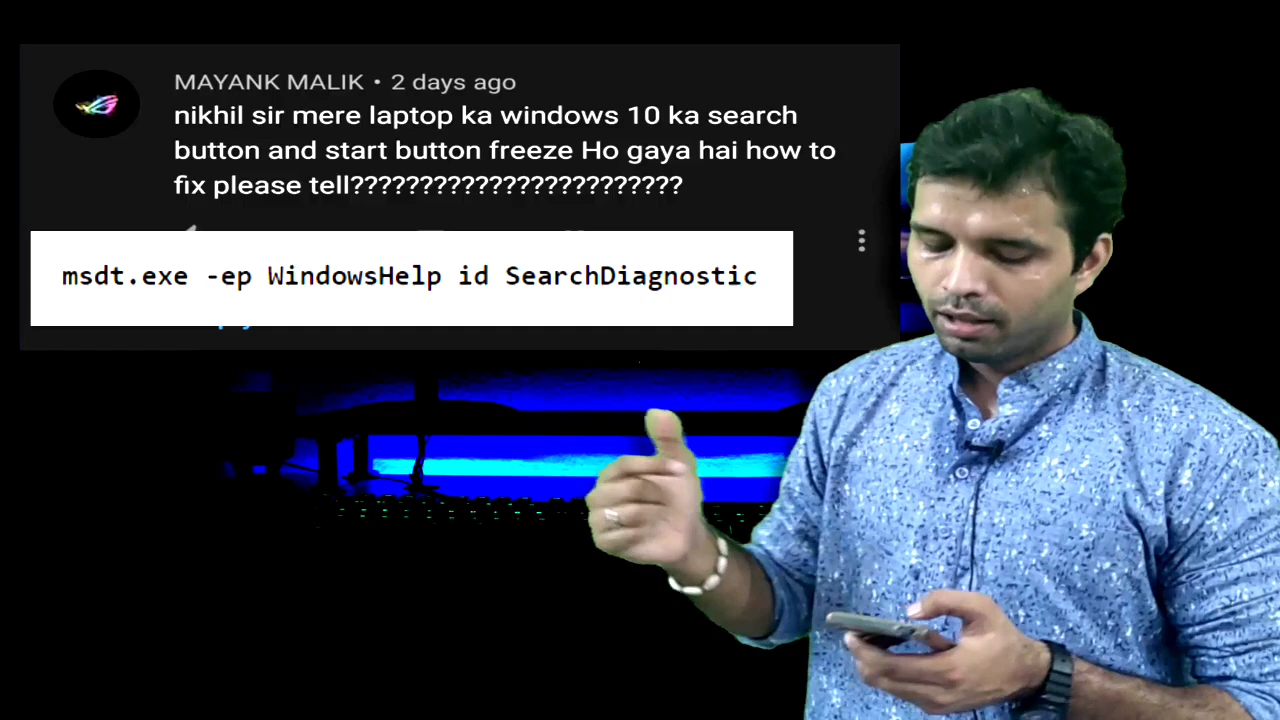 MAYANK MALIK • 2 days ago
nikhil sir mere laptop ka windows 10 ka search
button and start button freeze Ho gaya hai how to
fix please tell????????????????????????
msdt.exe -ep WindowsHelp id SearchDiagnostic